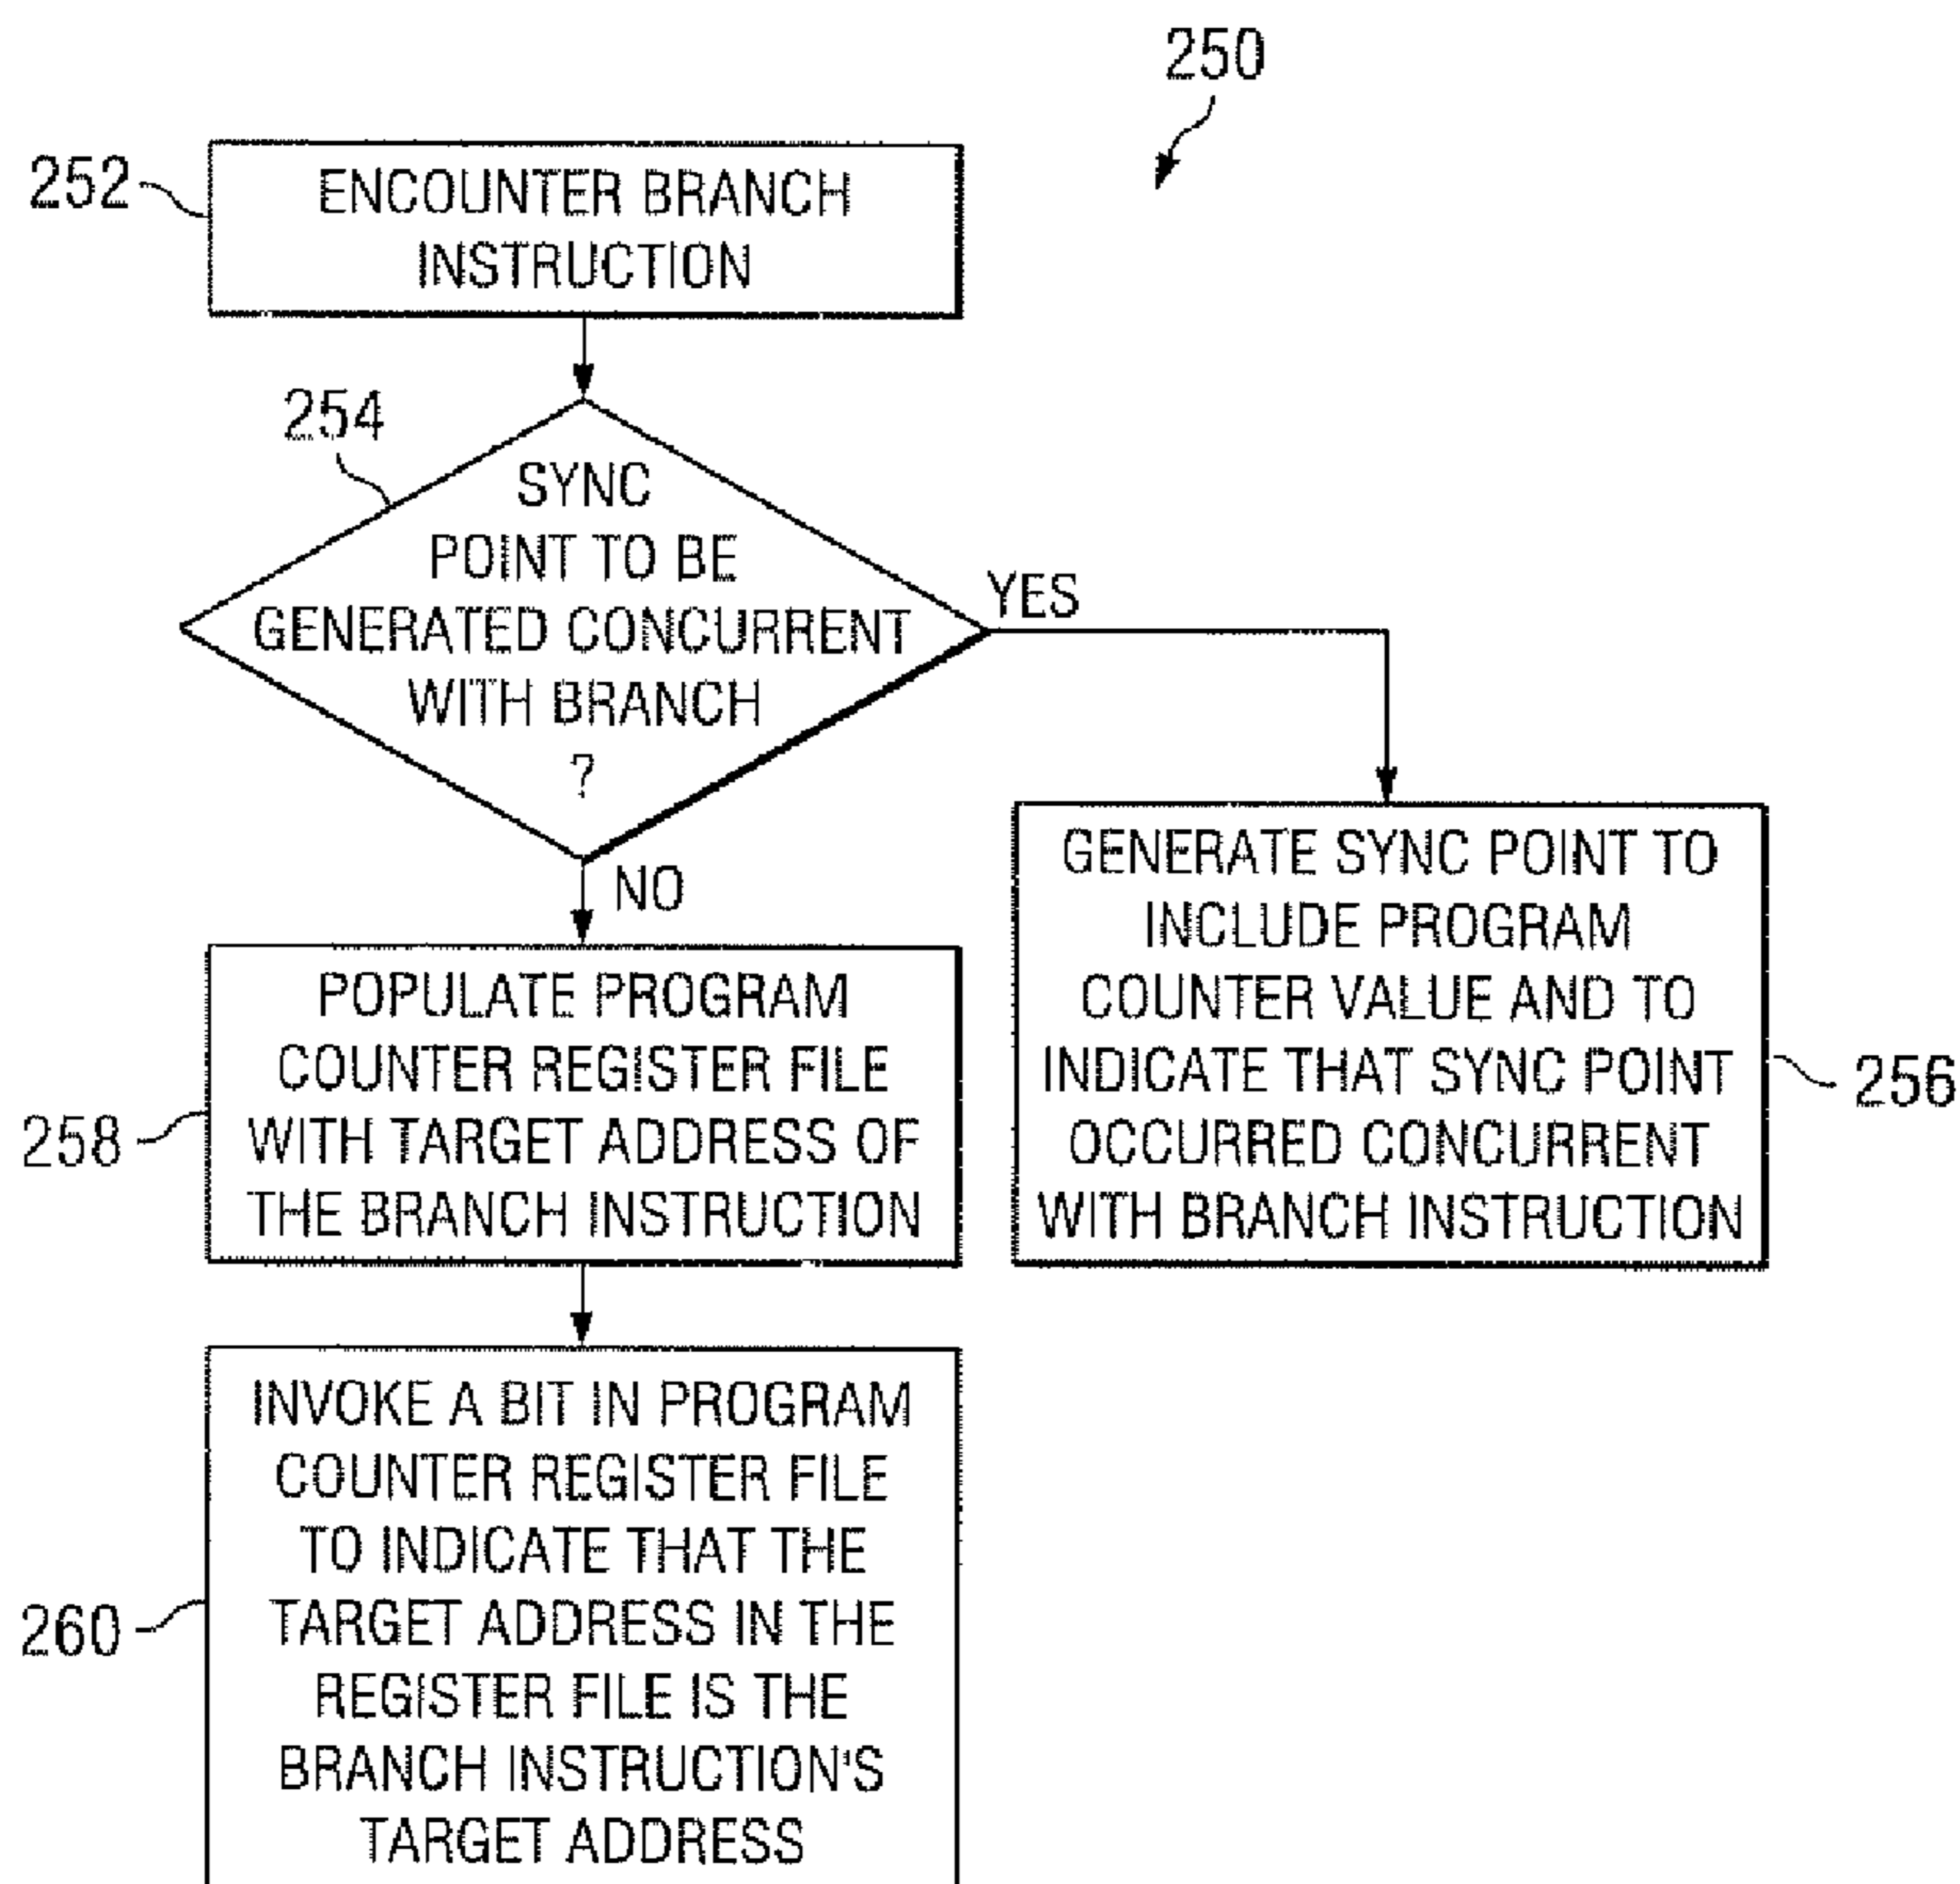 250
252
ENCOUNTER BRANCH
INSTRUCTION
254
SYNC
POINT TO BE
GENERATED CONCURRENT
WITH BRANCH
?
YES
NO
GENERATE SYNC POINT TO
INCLUDE PROGRAM
COUNTER VALUE AND TO
INDICATE THAT SYNC POINT
OCCURRED CONCURRENT
WITH BRANCH INSTRUCTION
256
POPULATE PROGRAM
COUNTER REGISTER FILE
WITH TARGET ADDRESS OF
THE BRANCH INSTRUCTION
258
INVOKE A BIT IN PROGRAM
COUNTER REGISTER FILE
TO INDICATE THAT THE
TARGET ADDRESS IN THE
REGISTER FILE IS THE
BRANCH INSTRUCTION'S
TARGET ADDRESS
260